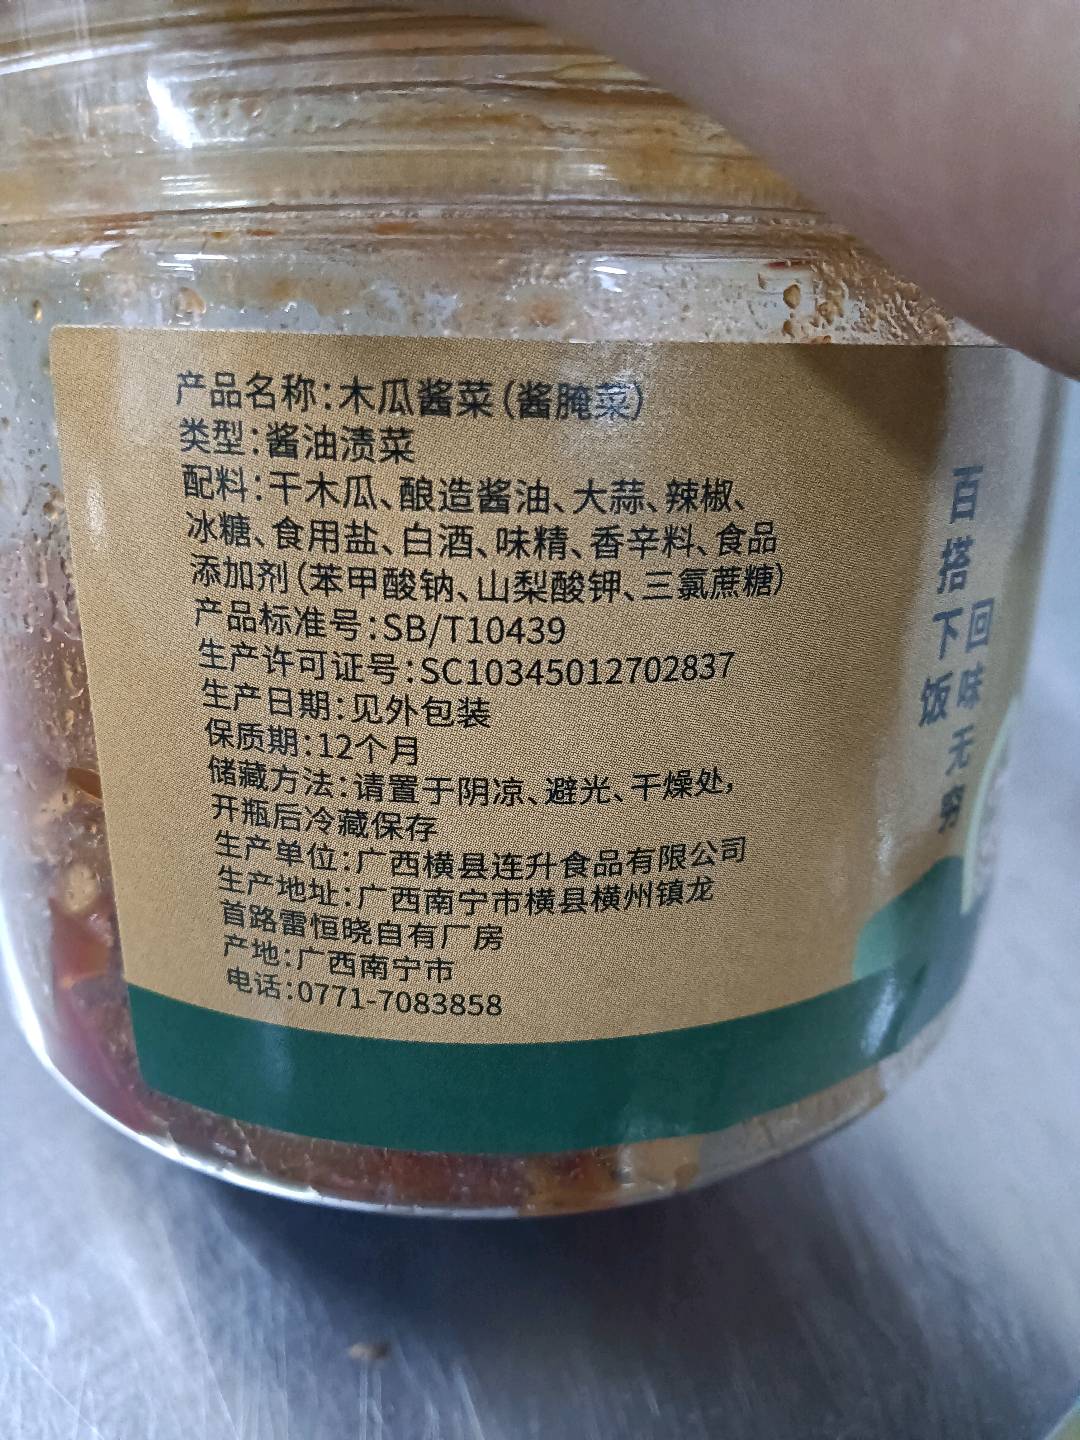 产品名称:木瓜酱菜(酱腌菜)
类型:酱油渍菜
配料:干木瓜、酿造酱油、大蒜、辣椒、
冰糖、食用盐、白酒、味精、香辛料、食品
添加剂(苯甲酸钠、山梨酸钾、三氯蔗糖)
产品标准号:SB/T10439
生产许可证号:SC10345012702837
生产日期:见外包装
保质期:12个月
储藏方法:请置于阴凉、避光、干燥处,
开瓶后冷藏保存
生产单位:广西横县连升食品有限公司
生产地址:广西南宁市横县横州镇龙
首路雷恒晓自有厂房
产地:广西南宁市
电话:0771-7083858
百搭下饭
回味无穷